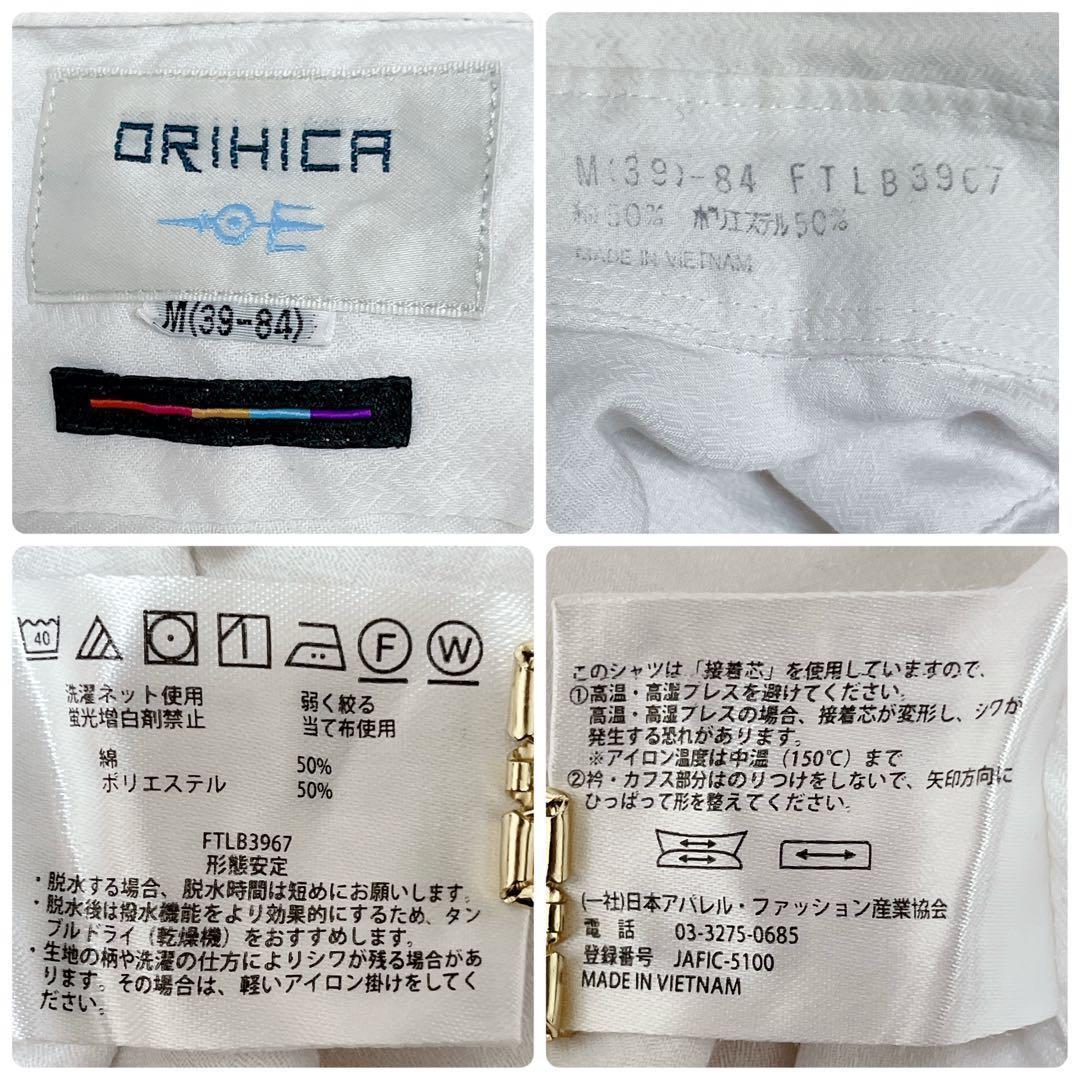 ORIHICA
M(39-84)
M(39)-84 FTLB3967
綿50% ポリエステル50%
MADE IN VIETNAM
40 F W
洗濯ネット使用 弱く絞る
蛍光増白剤禁止 当て布使用
綿 50%
ポリエステル 50%
FTLB3967
形態安定
・脱水する場合、脱水時間は短めにお願いします。
・脱水後は撥水機能をより効果的にするため、タン
ブルドライ（乾燥機）をおすすめします。
・生地の柄や洗濯の仕方によりシワが残る場合があ
ります。その場合は、軽いアイロン掛けをしてく
ださい。
このシャツは「接着芯」を使用していますので、
①高温・高湿プレスを避けてください。
高温・高湿プレスの場合、接着芯が変形し、シワが
発生する恐れがあります。
※アイロン温度は中温（150℃）まで
②衿・カフス部分はのりつけをしないで、矢印方向に
ひっぱって形を整えてください。
(一社)日本アパレル・ファッション産業協会
電 話 03-3275-0685
登録番号 JAFIC-5100
MADE IN VIETNAM